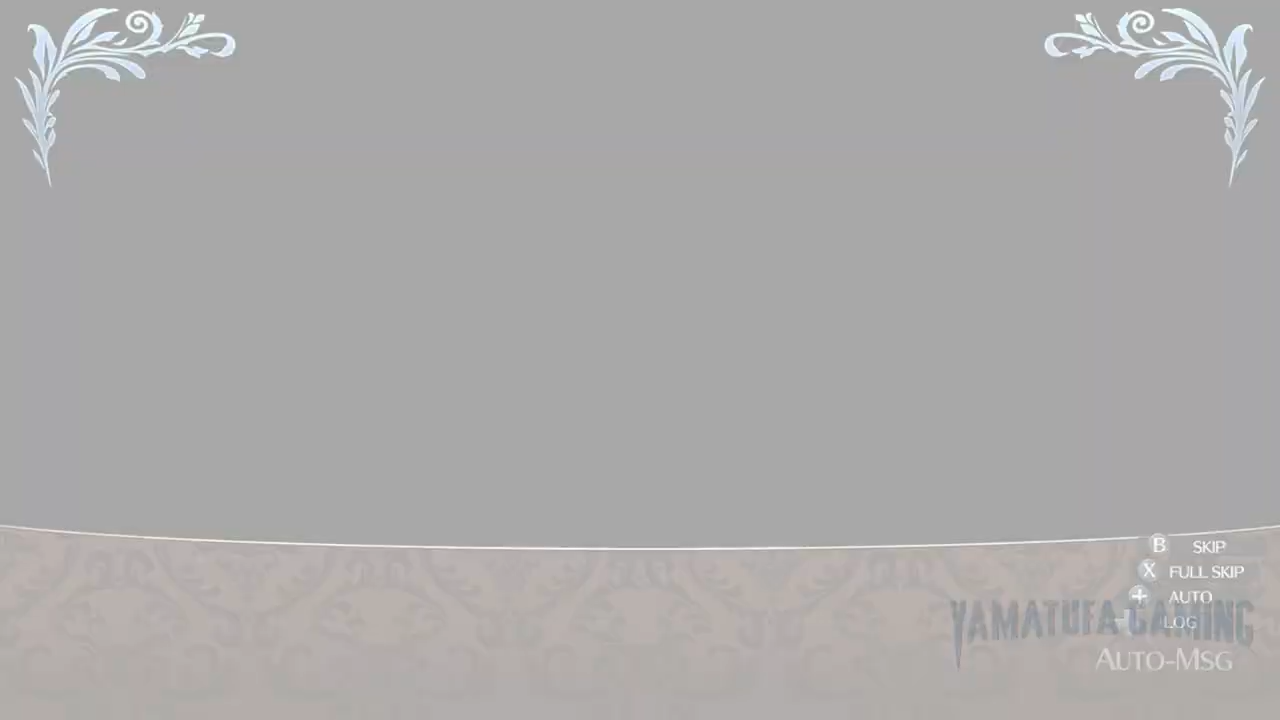 B SKIP
X FULL SKIP
+ AUTO
- LOG
YAMATUFA GAMING
AUTO-MSG